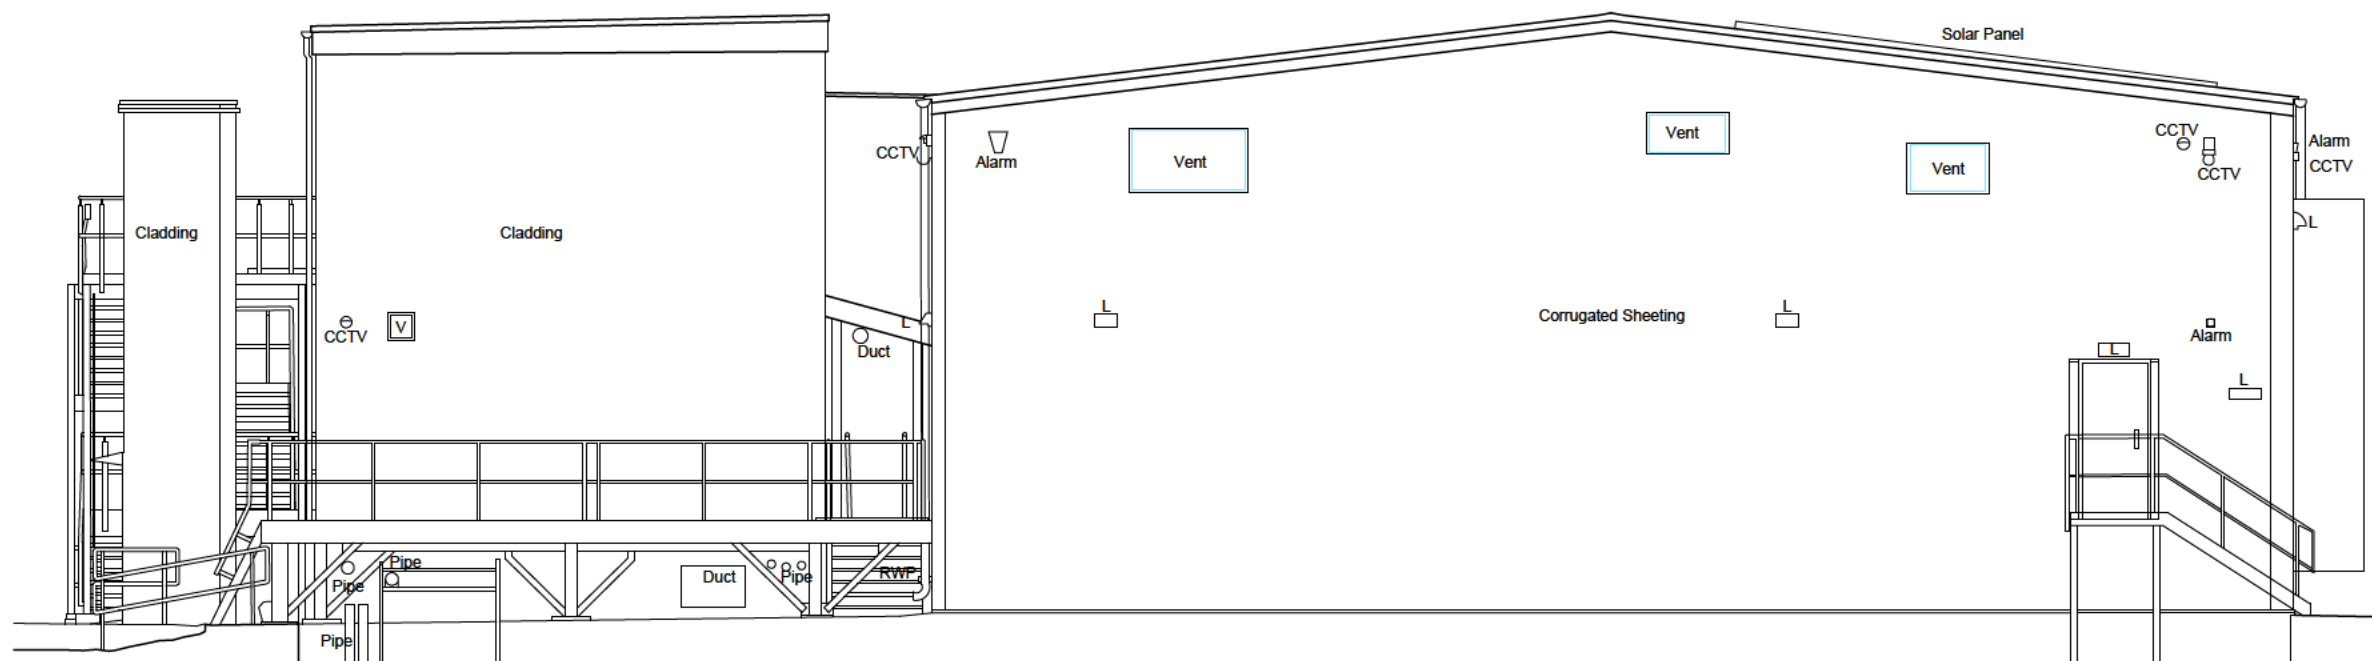 Solar Panel
CCTV
Alarm
CCTV
Alarm
Vent
Vent
Vent
CCTV
Alarm
CCTV
Cladding
Cladding
L
L
L
Corrugated Sheeting
CCTV
V
L
Duct
Alarm
L
L
Pipe
Pipe
Duct
Pipe
RWP
Pipe